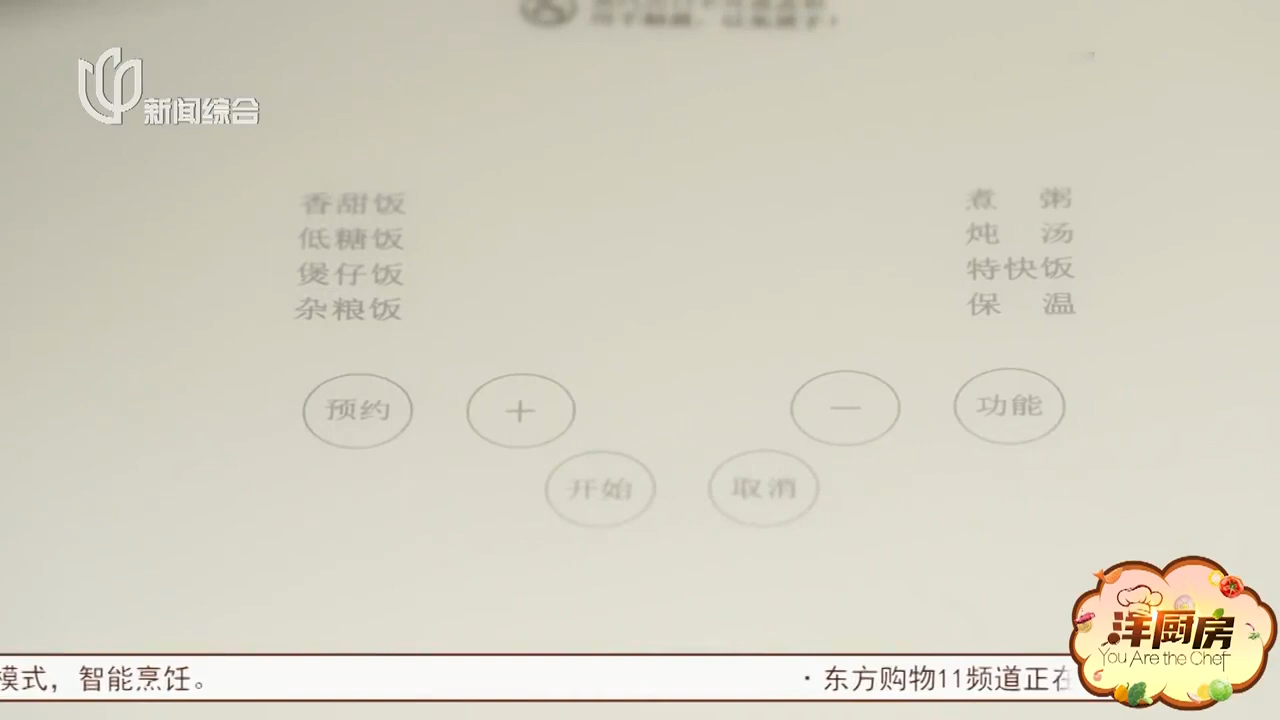 新闻综合
香甜饭
低糖饭
煲仔饭
杂粮饭
煮 粥
炖 汤
特快饭
保 温
预约
+
−
功能
开始
取消
洋厨房
You Are the Chef
模式，智能烹饪。
·东方购物11频道正在